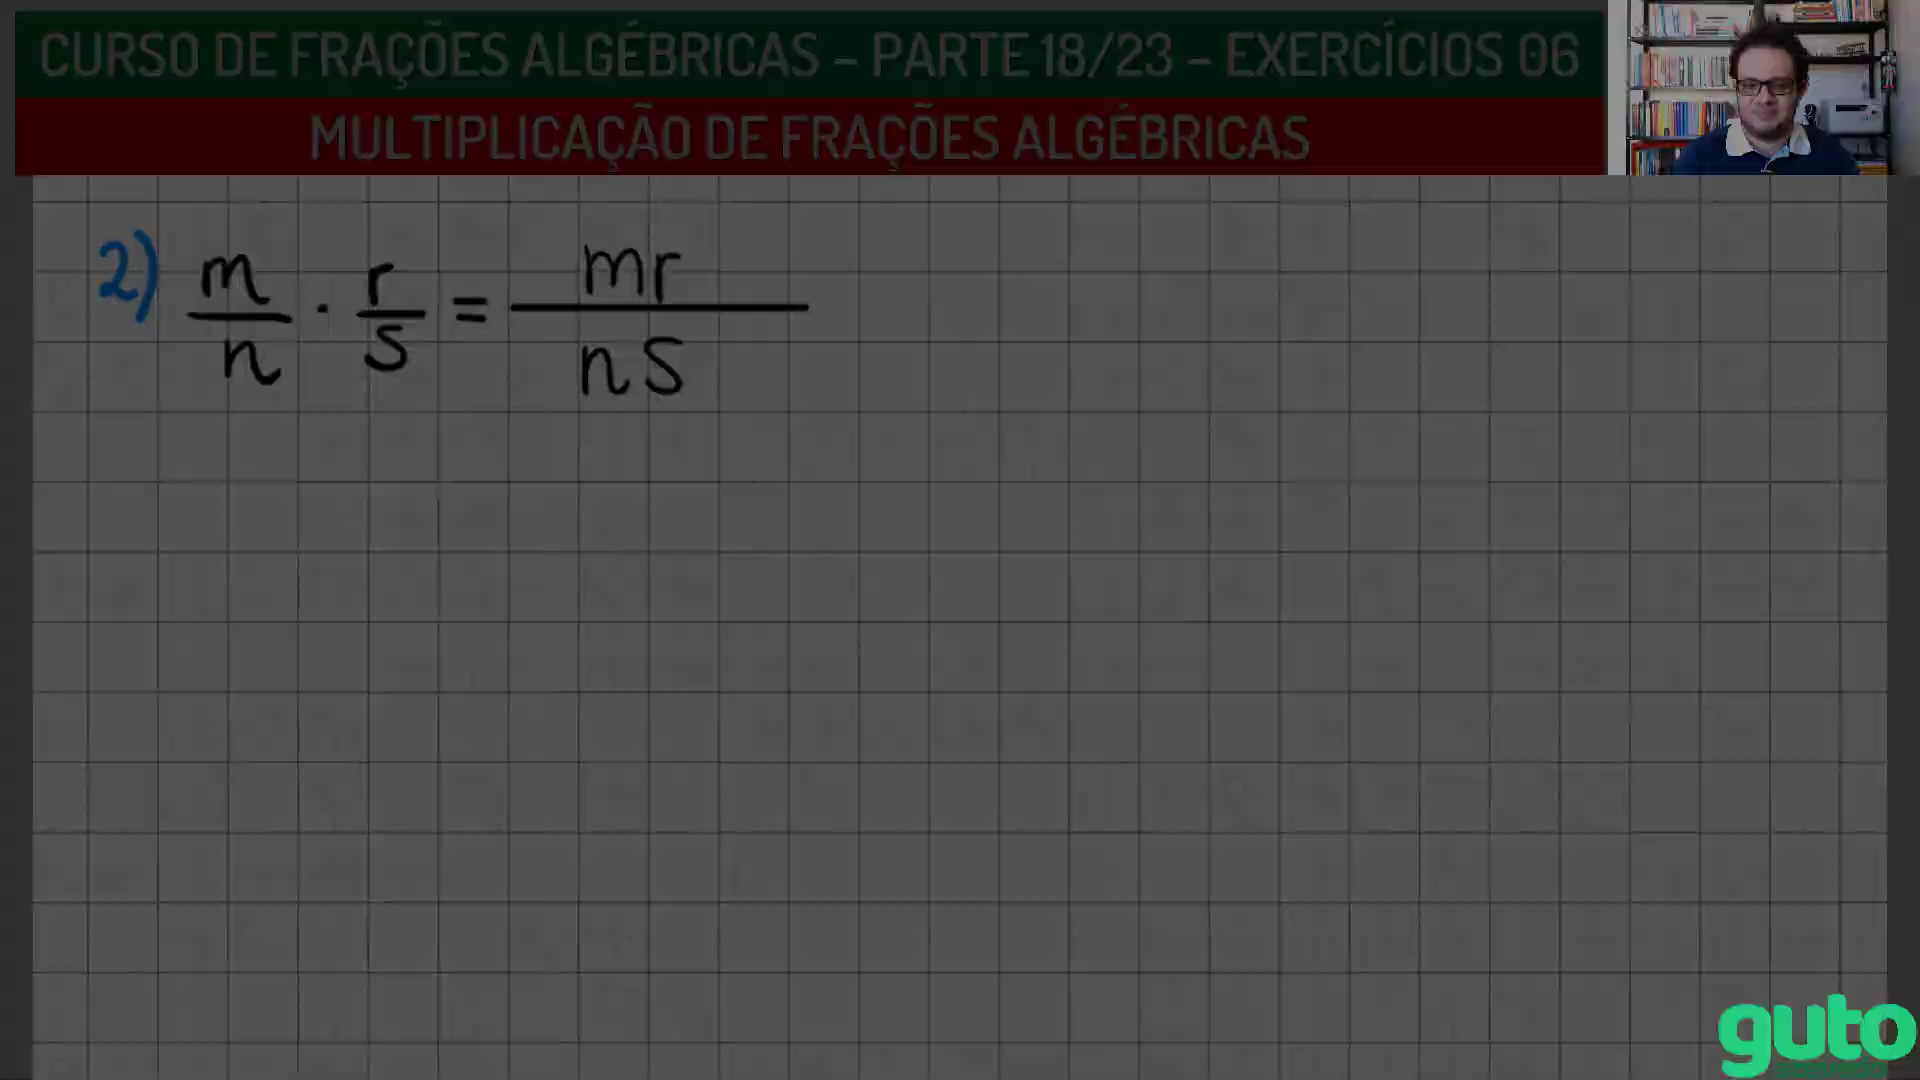 CURSO DE FRAÇÕES ALGÉBRICAS – PARTE 18/23 – EXERCÍCIOS 06
MULTIPLICAÇÃO DE FRAÇÕES ALGÉBRICAS
2) m/n · r/s = mr/ns
guto